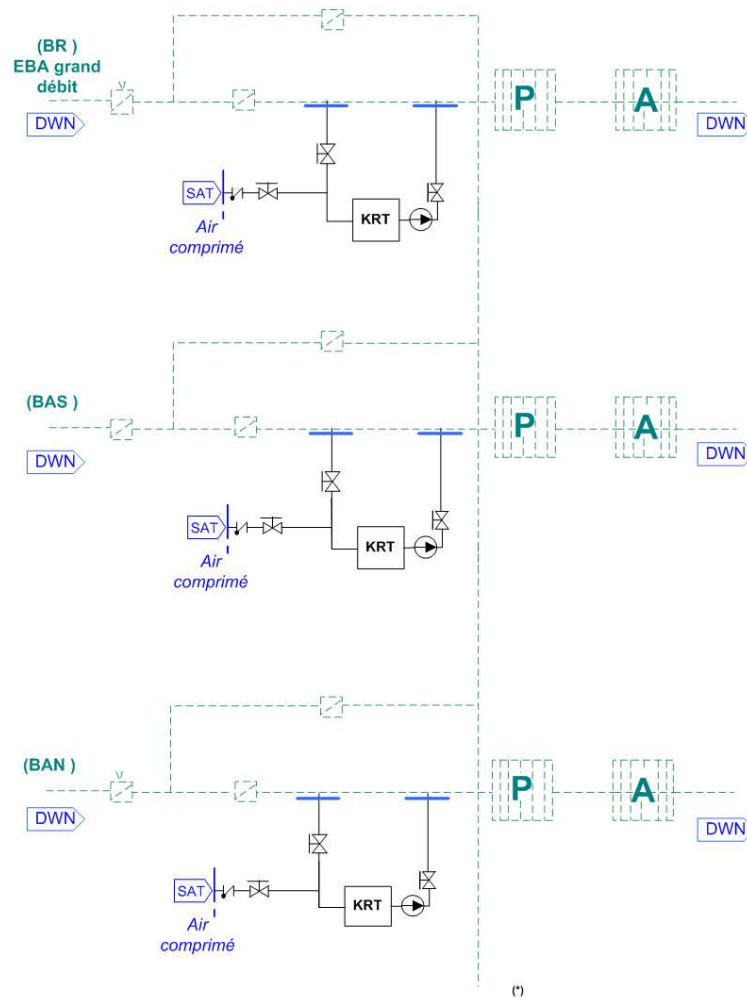 (BR )
EBA grand
débit
ν
DWN
P
A
DWN
SAT
KRT
Air
comprimé
(BAS )
DWN
P
A
DWN
SAT
KRT
Air
comprimé
(BAN )
ν
DWN
P
A
DWN
SAT
KRT
Air
comprimé
(*)